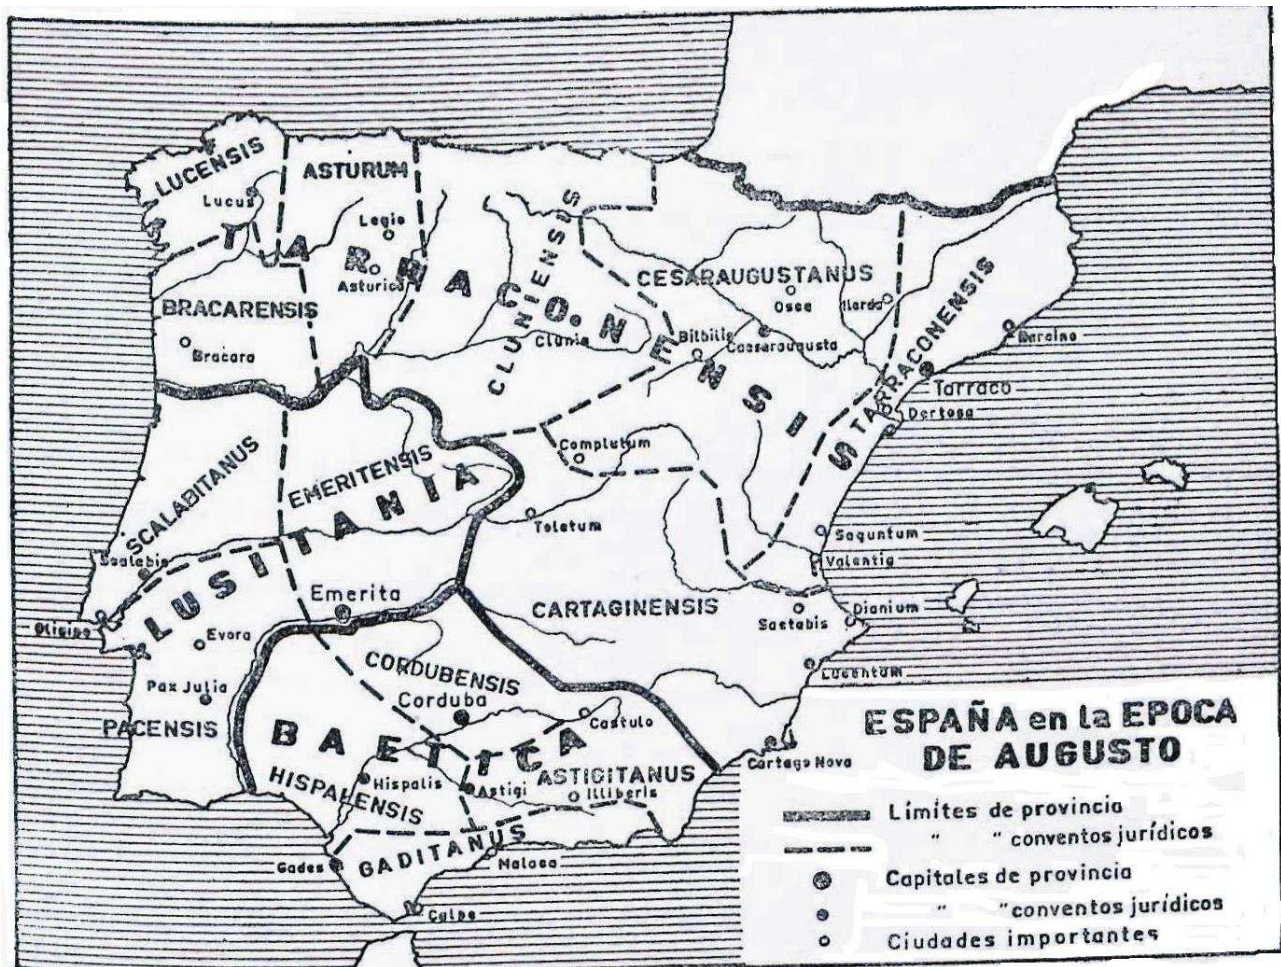 LUCENSIS
ASTURUM
Lucus
Legio
TARRACONENSIS
Asturica
BRACARENSIS
Bracara
CLUNIENSIS
Clunia
CESARAUGUSTANUS
Osca
Ilerda
Bilbilis
Caesaraugusta
TARRACONENSIS
Barcino
Tarraco
Dertosa
SCALABITANUS
EMERITENSIS
LUSITANIA
Complutum
Toletum
Saguntum
Valentia
Scalabis
Emerita
CARTAGINENSIS
Saetabis
Dianium
Olisipo
Evora
Lucentum
CORDUBENSIS
Corduba
Pax Julia
PACENSIS
BAETICA
Castulo
Cartago Nova
HISPALENSIS
Hispalis
Astigi
ASTIGITANUS
Illiberis
GADITANUS
Gades
Malaca
Calpe
ESPAÑA en la EPOCA
DE AUGUSTO
Límites de provincia
" " conventos jurídicos
Capitales de provincia
" " conventos jurídicos
Ciudades importantes